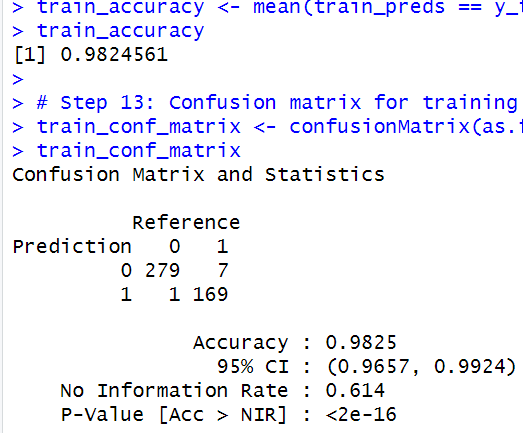 > train_accuracy <- mean(train_preds == y_
> train_accuracy
[1] 0.9824561
>
> # Step 13: Confusion matrix for training
> train_conf_matrix <- confusionMatrix(as.
> train_conf_matrix
Confusion Matrix and Statistics
Reference
Prediction 0 1
0 279 7
1 1 169
Accuracy : 0.9825
95% CI : (0.9657, 0.9924)
No Information Rate : 0.614
P-Value [Acc > NIR] : <2e-16